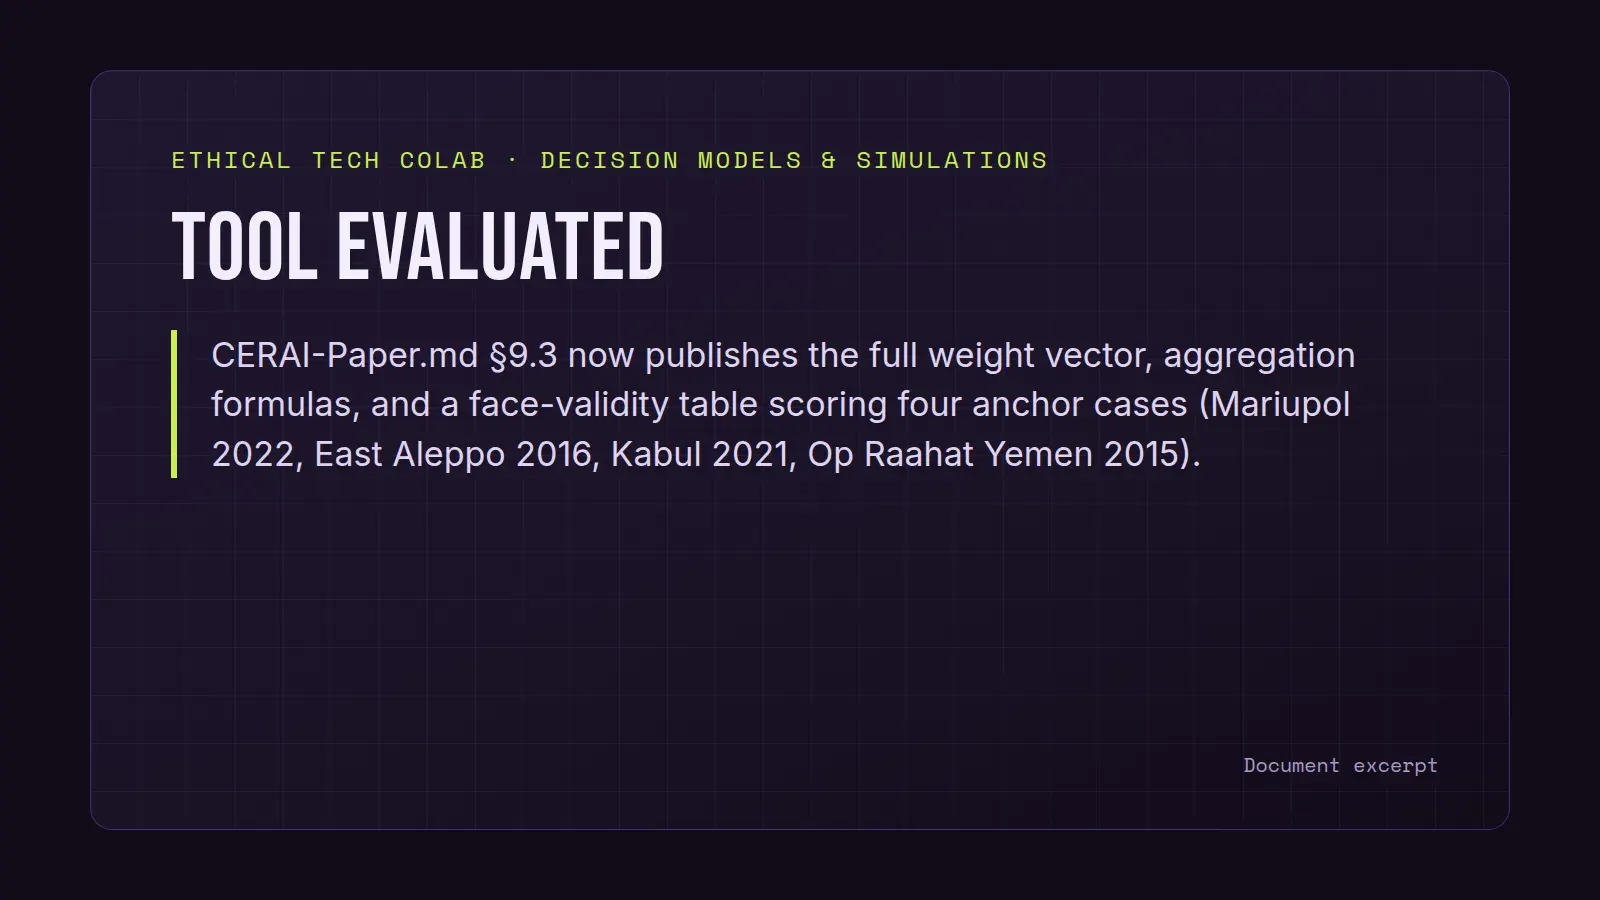 ETHICAL TECH COLAB · DECISION MODELS & SIMULATIONS
TOOL EVALUATED
CERAI-Paper.md §9.3 now publishes the full weight vector, aggregation
formulas, and a face-validity table scoring four anchor cases (Mariupol
2022, East Aleppo 2016, Kabul 2021, Op Raahat Yemen 2015).
Document excerpt